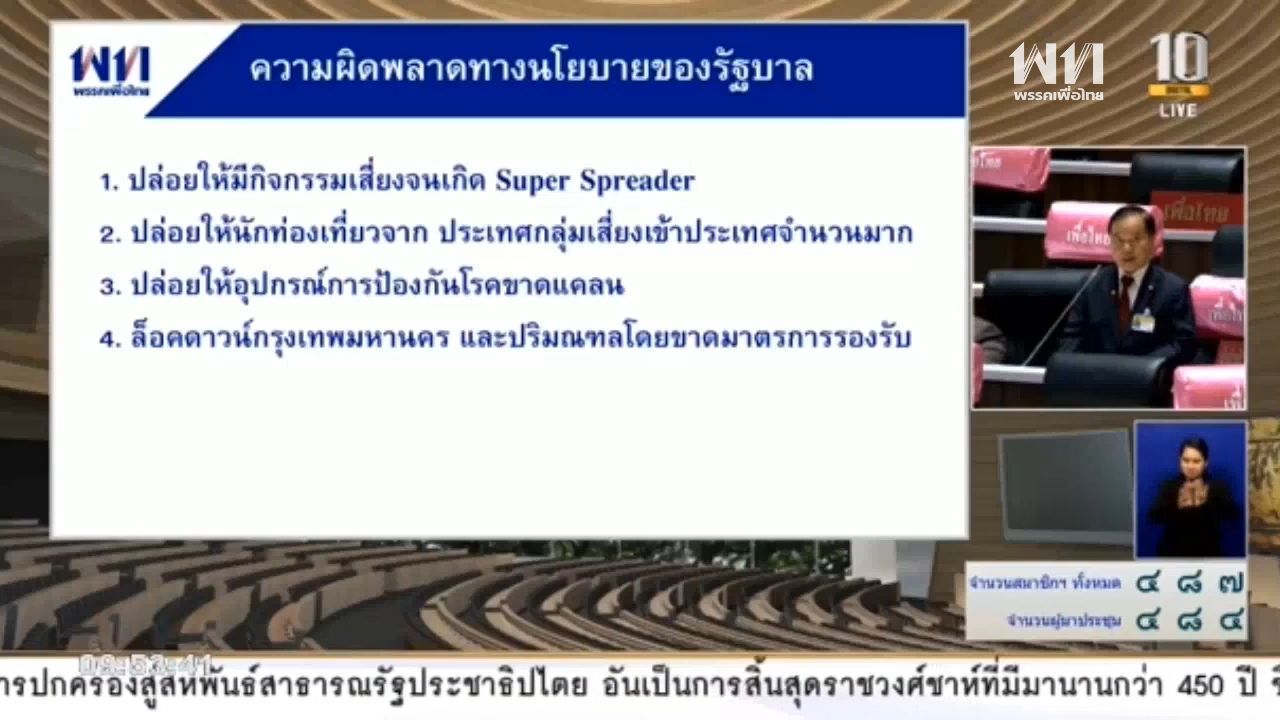 พท
พรรคเพื่อไทย
ความผิดพลาดทางนโยบายของรัฐบาล
พท
พรรคเพื่อไทย
10
LIVE
1. ปล่อยให้มีกิจกรรมเสี่ยงจนเกิด Super Spreader
2. ปล่อยให้นักท่องเที่ยวจาก ประเทศกลุ่มเสี่ยงเข้าประเทศจำนวนมาก
3. ปล่อยให้อุปกรณ์การป้องกันโรคขาดแคลน
4. ล็อคดาวน์กรุงเทพมหานคร และปริมณฑลโดยขาดมาตรการรองรับ
เพื่อไทย
เพื่อไทย
จำนวนสมาชิกฯ ทั้งหมด ๔ ๘ ๗
จำนวนผู้มาประชุม ๔ ๘ ๔
09:53:41
ารปกครองสู่สหพันธ์สาธารณรัฐประชาธิปไตย อันเป็นการสิ้นสุดราชวงศ์ชาห์ที่มีมานานกว่า 450 ปี